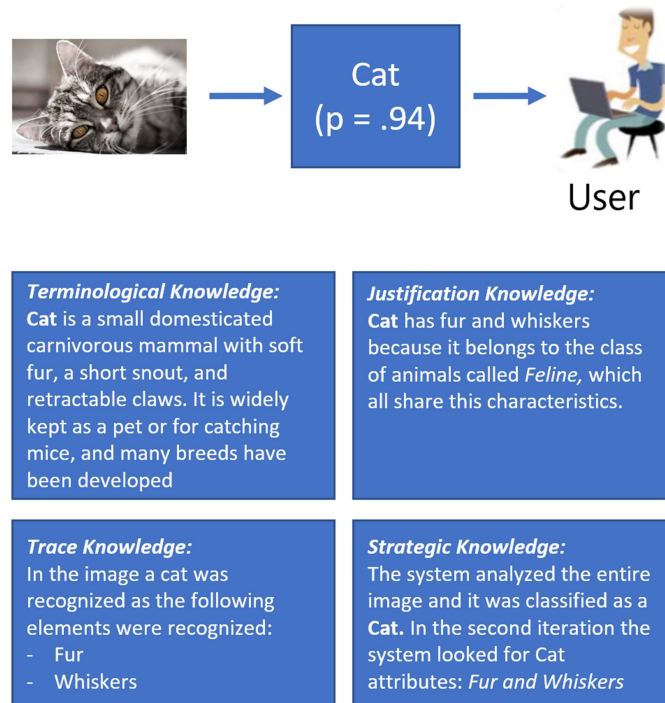 Cat
(p = .94)
User
Terminological Knowledge:
Cat is a small domesticated
carnivorous mammal with soft
fur, a short snout, and
retractable claws. It is widely
kept as a pet or for catching
mice, and many breeds have
been developed
Justification Knowledge:
Cat has fur and whiskers
because it belongs to the class
of animals called Feline, which
all share this characteristics.
Trace Knowledge:
In the image a cat was
recognized as the following
elements were recognized:
- Fur
- Whiskers
Strategic Knowledge:
The system analyzed the entire
image and it was classified as a
Cat. In the second iteration the
system looked for Cat
attributes: Fur and Whiskers